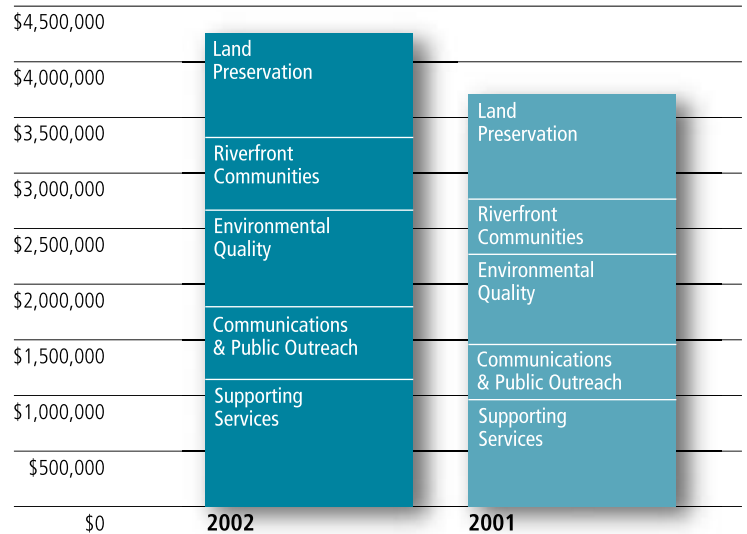 $4,500,000
$4,000,000
$3,500,000
$3,000,000
$2,500,000
$2,000,000
$1,500,000
$1,000,000
$500,000
$0
Land
Preservation
Riverfront
Communities
Environmental
Quality
Communications
& Public Outreach
Supporting
Services
2002
Land
Preservation
Riverfront
Communities
Environmental
Quality
Communications
& Public Outreach
Supporting
Services
2001